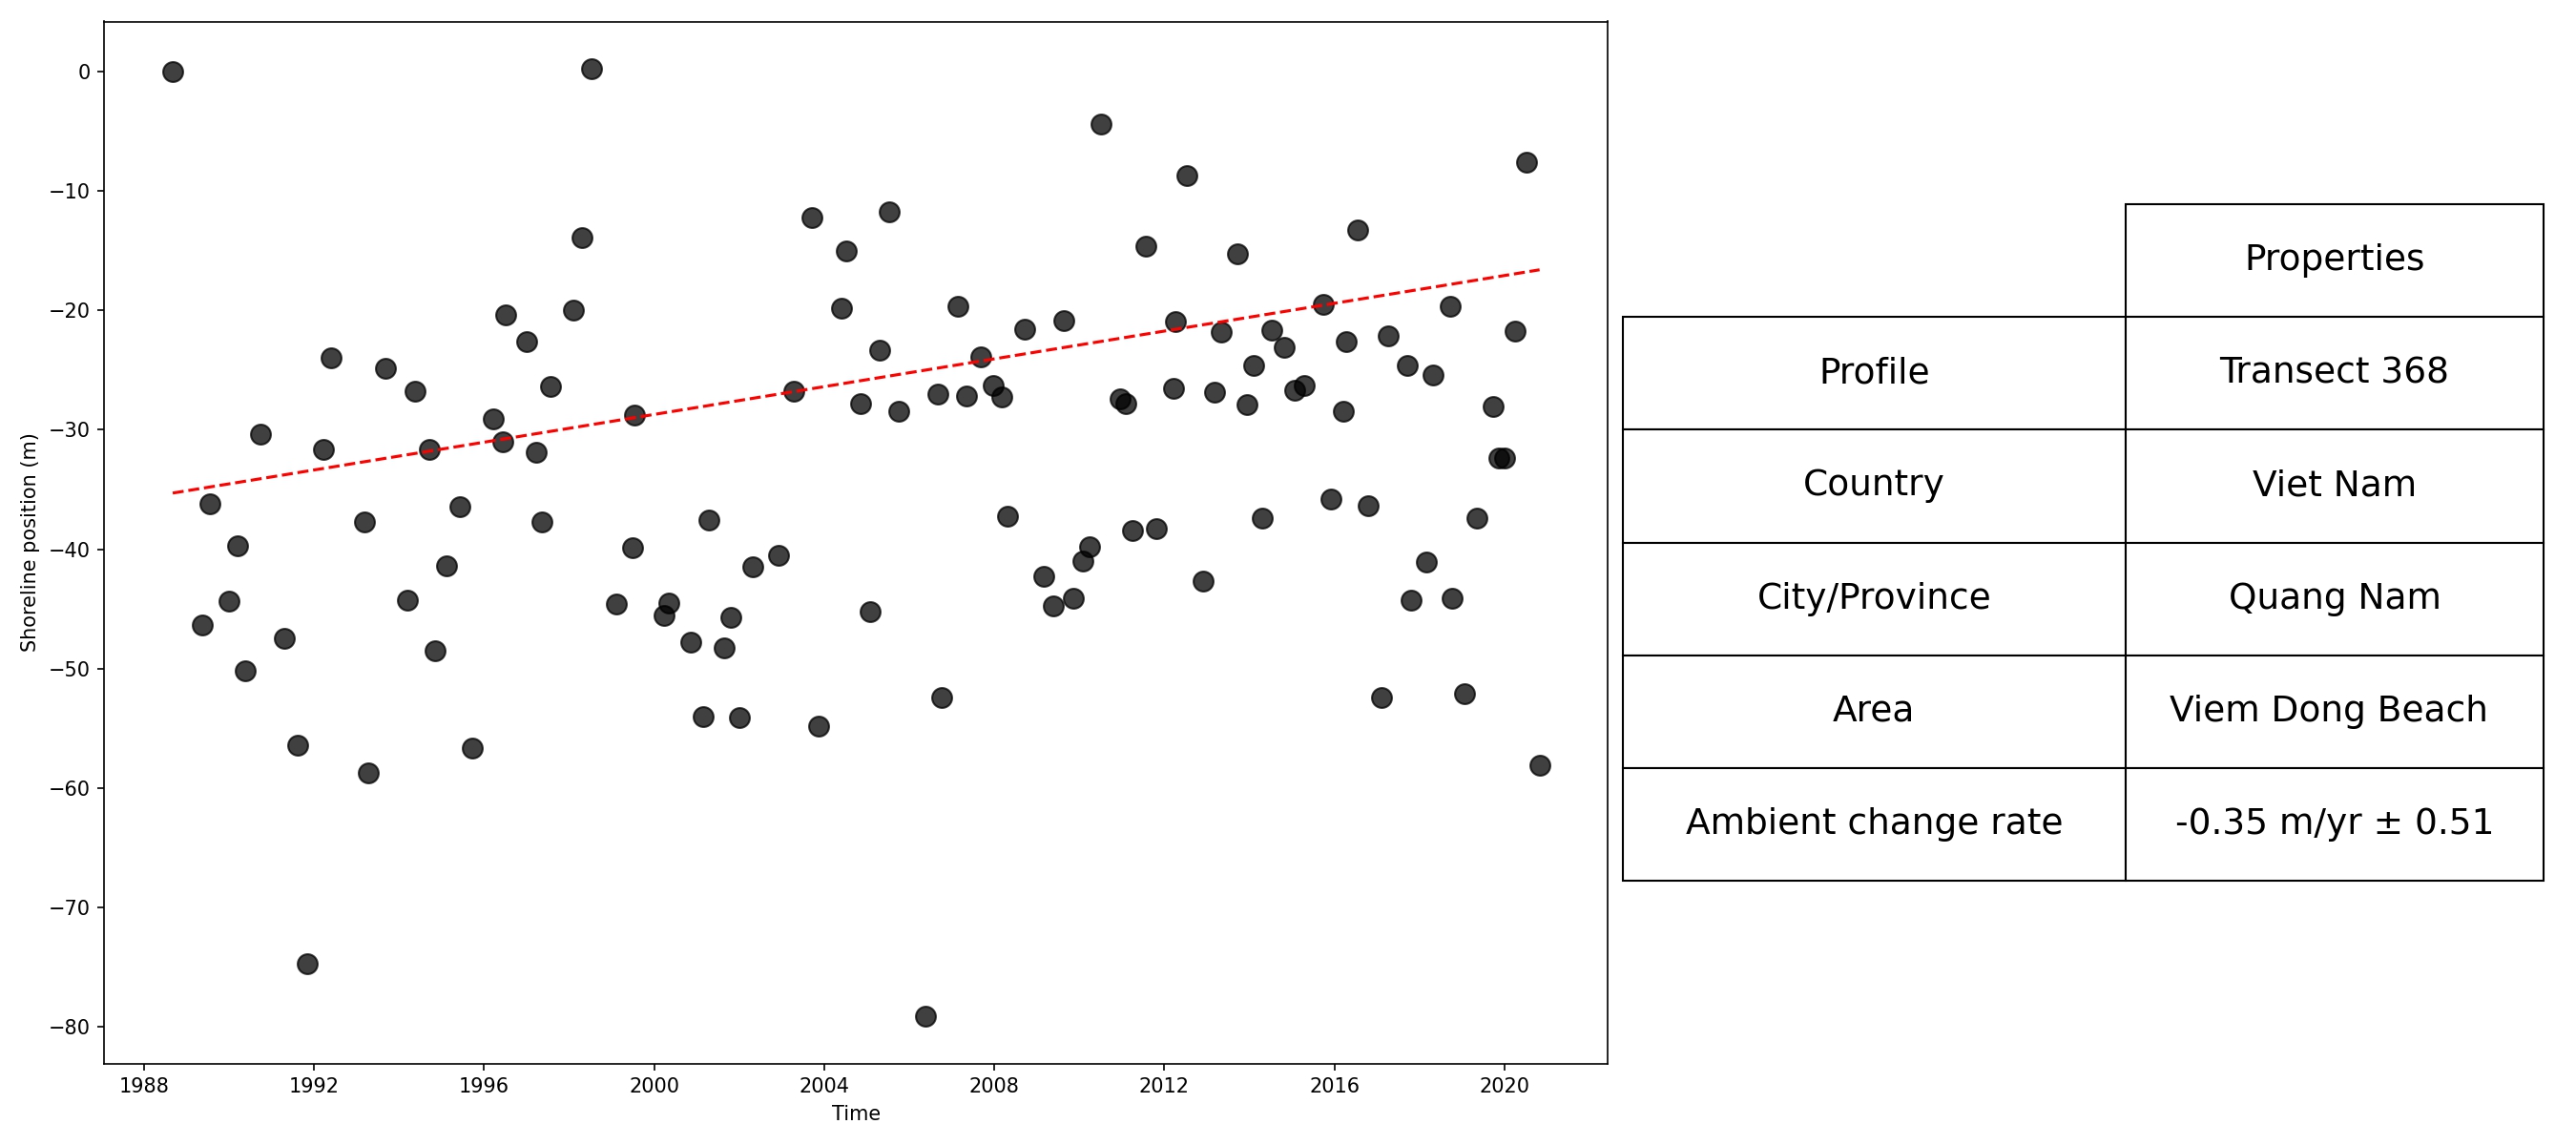 0
−10
−20
−30
−40
−50
−60
−70
−80
Shoreline position (m)
1988 1992 1996 2000 2004 2008 2012 2016 2020
Time
Properties
Profile Transect 368
Country Viet Nam
City/Province Quang Nam
Area Viem Dong Beach
Ambient change rate -0.35 m/yr ± 0.51